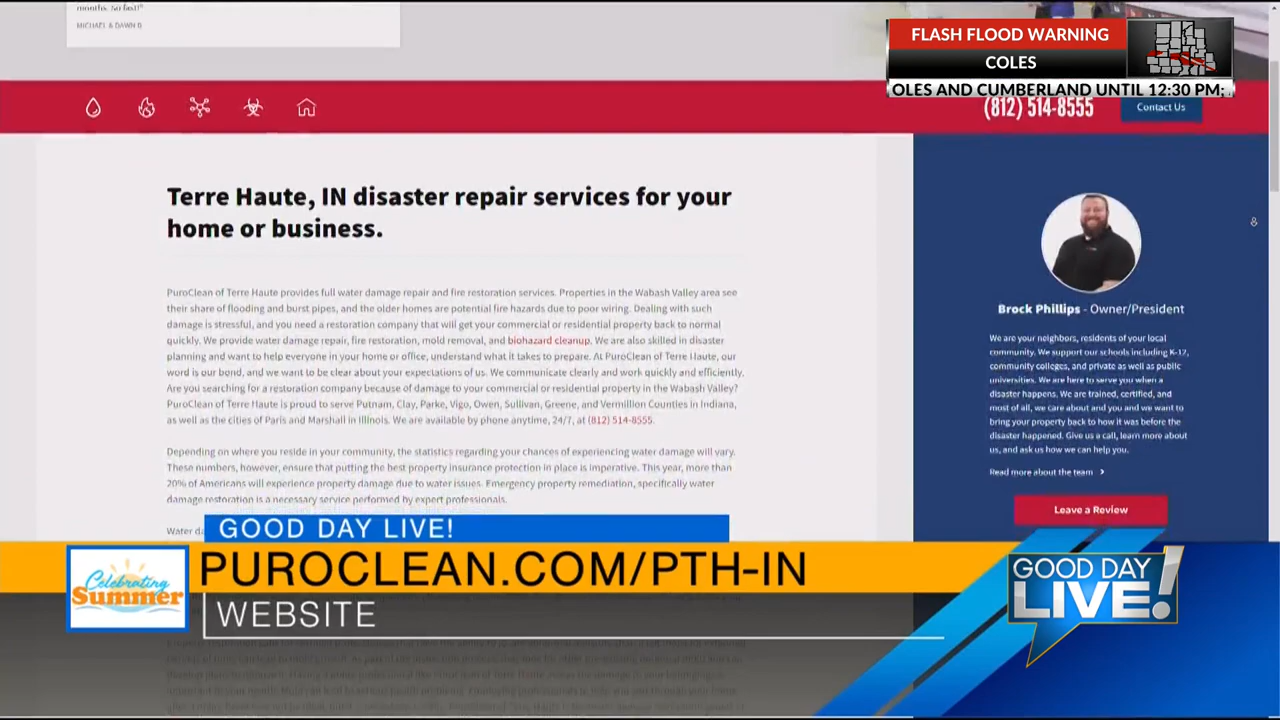 months. So fast!"
MICHAEL & DAWN B
FLASH FLOOD WARNING
COLES
OLES AND CUMBERLAND UNTIL 12:30 PM;
(812) 514-8555
Contact Us
Terre Haute, IN disaster repair services for your
home or business.
PuroClean of Terre Haute provides full water damage repair and fire restoration services. Properties in the Wabash Valley area see
their share of flooding and burst pipes, and the older homes are potential fire hazards due to poor wiring. Dealing with such
damage is stressful, and you need a restoration company that will get your commercial or residential property back to normal
quickly. We provide water damage repair, fire restoration, mold removal, and biohazard cleanup. We are also skilled in disaster
planning and want to help everyone in your home or office, understand what it takes to prepare. At PuroClean of Terre Haute, our
word is our bond, and we want to be clear about your expectations of us. We communicate clearly and work quickly and efficiently.
Are you searching for a restoration company because of damage to your commercial or residential property in the Wabash Valley?
PuroClean of Terre Haute is proud to serve Putnam, Clay, Parke, Vigo, Owen, Sullivan, Greene, and Vermillion Counties in Indiana,
as well as the cities of Paris and Marshall in Illinois. We are available by phone anytime, 24/7, at (812) 514-8555.
Depending on where you reside in your community, the statistics regarding your chances of experiencing water damage will vary.
These numbers, however, ensure that putting the best property insurance protection in place is imperative. This year, more than
20% of Americans will experience property damage due to water issues. Emergency property remediation, specifically water
damage restoration is a necessary service performed by expert professionals.
Water
Brock Phillips - Owner/President
We are your neighbors, residents of your local
community. We support our schools including K-12,
community colleges, and private as well as public
universities. We are here to serve you when a
disaster happens. We are trained, certified, and
most of all, we care about and you and we want to
bring your property back to how it was before the
disaster happened. Give us a call, learn more about
us, and ask us how we can help you.
Read more about the team >
Leave a Review
GOOD DAY LIVE!
PUROCLEAN.COM/PTH-IN
WEBSITE
Celebrating
Summer
GOOD DAY
LIVE!